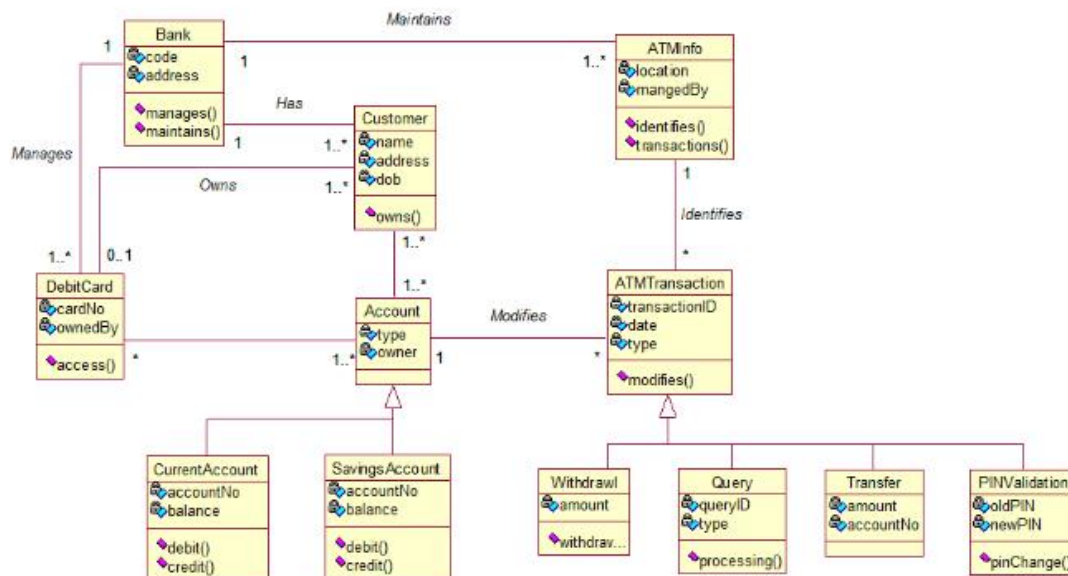 Maintains
Bank
code
address
manages()
maintains()
1
1
1..*
ATMInfo
location
mangedBy
identifies()
transactions()
Has
1
1..*
Customer
name
address
dob
owns()
Manages
Owns
1..*
1..*
0..1
1
Identifies
*
1..*
1..*
DebitCard
cardNo
ownedBy
access()
*
1..*
Account
type
owner
Modifies
1
*
ATMTransaction
transactionID
date
type
modifies()
CurrentAccount
accountNo
balance
debit()
credit()
SavingsAccount
accountNo
balance
debit()
credit()
Withdrawl
amount
withdraw...
Query
queryID
type
processing()
Transfer
amount
accountNo
PINValidation
oldPIN
newPIN
pinChange()